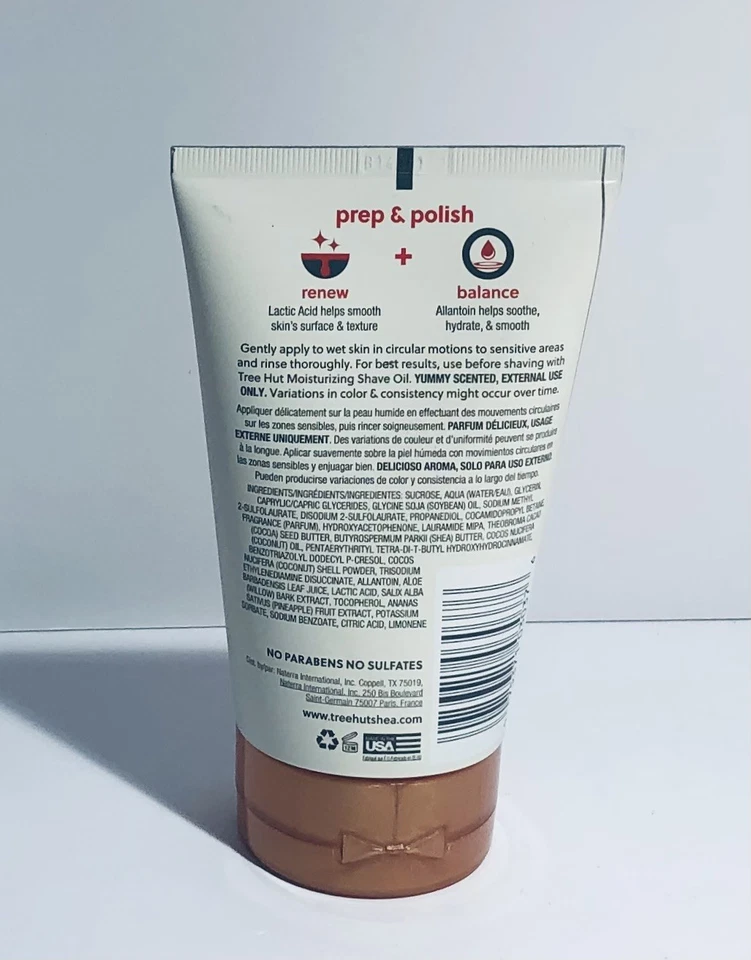 prep & polish
+
renew
balance
Lactic Acid helps smooth
skin's surface & texture
Allantoin helps soothe,
hydrate, & smooth
Gently apply to wet skin in circular motions to sensitive areas
and rinse thoroughly. For best results, use before shaving with
Tree Hut Moisturizing Shave Oil. YUMMY SCENTED, EXTERNAL USE
ONLY. Variations in color & consistency might occur over time.
Appliquer délicatement sur la peau humide en effectuant des mouvements circulaires
sur les zones sensibles, puis rincer soigneusement. PARFUM DÉLICIEUX, USAGE
EXTERNE UNIQUEMENT. Des variations de couleur et d'uniformité peuvent se produire
à la longue. Aplicar suavemente sobre la piel húmeda con movimientos circulares en
las zonas sensibles y enjuagar bien. DELICIOSO AROMA, SOLO PARA USO EXTERNO.
Pueden producirse variaciones de color y consistencia a lo largo del tiempo.
INGREDIENTS/INGRÉDIENTS/INGREDIENTES: SUCROSE, AQUA (WATER/EAU), GLYCERIN,
CAPRYLIC/CAPRIC GLYCERIDES, GLYCINE SOJA (SOYBEAN) OIL, SODIUM METHYL
2-SULFOLAURATE, DISODIUM 2-SULFOLAURATE, PROPANEDIOL, COCAMIDOPROPYL BETAINE,
FRAGRANCE (PARFUM), HYDROXYACETOPHENONE, LAURAMIDE MIPA, THEOBROMA CACAO
(COCOA) SEED BUTTER, BUTYROSPERMUM PARKII (SHEA) BUTTER, COCOS NUCIFERA
(COCONUT) OIL, PENTAERYTHRITYL TETRA-DI-T-BUTYL HYDROXYHYDROCINNAMATE,
BENZOTRIAZOLYL DODECYL P-CRESOL, COCOS
NUCIFERA (COCONUT) SHELL POWDER, TRISODIUM
ETHYLENEDIAMINE DISUCCINATE, ALLANTOIN, ALOE
BARBADENSIS LEAF JUICE, LACTIC ACID, SALIX ALBA
(WILLOW) BARK EXTRACT, TOCOPHEROL, ANANAS
SATIVUS (PINEAPPLE) FRUIT EXTRACT, POTASSIUM
SORBATE, SODIUM BENZOATE, CITRIC ACID, LIMONENE
NO PARABENS NO SULFATES
Dist. by/par: Naterra International, Inc. Coppell, TX 75019,
Naterra International, Inc. 250 Bis Boulevard
Saint-Germain 75007 Paris, France
www.treehutshea.com
12M
MADE IN THE
USA